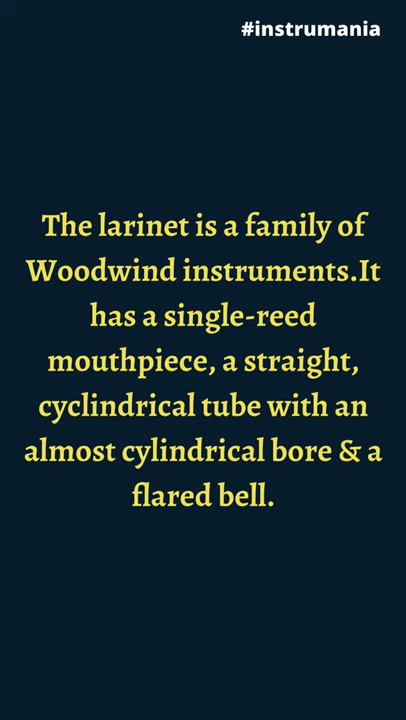 #instrumania
The larinet is a family of
Woodwind instruments.It
has a single-reed
mouthpiece, a straight,
cyclindrical tube with an
almost cylindrical bore & a
flared bell.